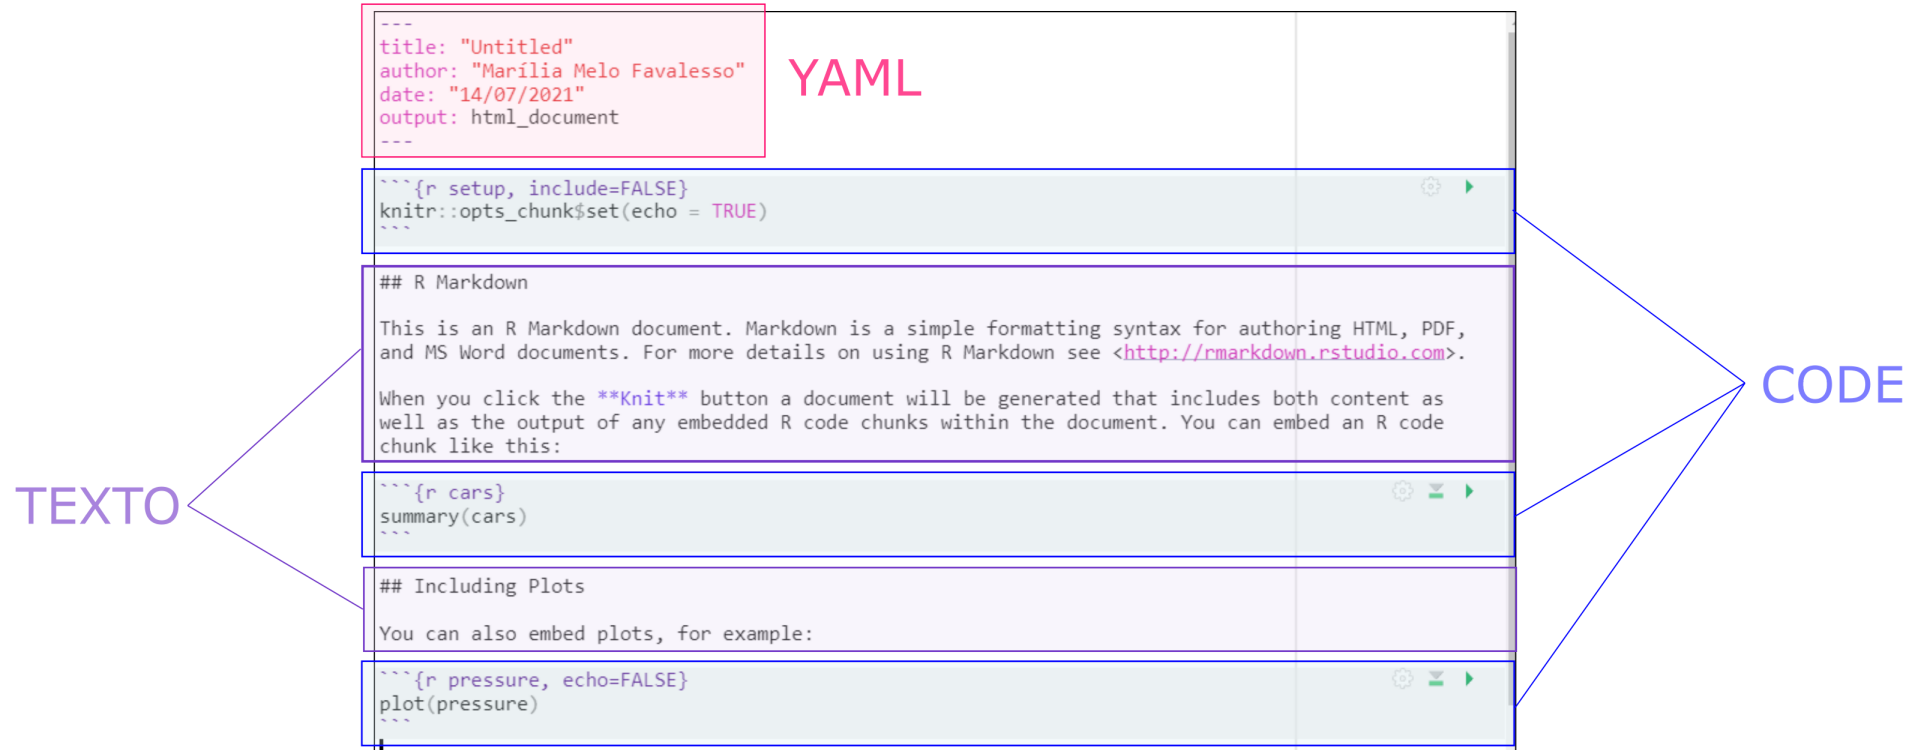 ---
title: "Untitled"
author: "Marília Melo Favalesso"
date: "14/07/2021"
output: html_document
---
YAML
```{r setup, include=FALSE}
knitr::opts_chunk$set(echo = TRUE)
```
## R Markdown
This is an R Markdown document. Markdown is a simple formatting syntax for authoring HTML, PDF,
and MS Word documents. For more details on using R Markdown see <http://rmarkdown.rstudio.com>.
When you click the **Knit** button a document will be generated that includes both content as
well as the output of any embedded R code chunks within the document. You can embed an R code
chunk like this:
CODE
TEXTO
```{r cars}
summary(cars)
```
## Including Plots
You can also embed plots, for example:
```{r pressure, echo=FALSE}
plot(pressure)
```